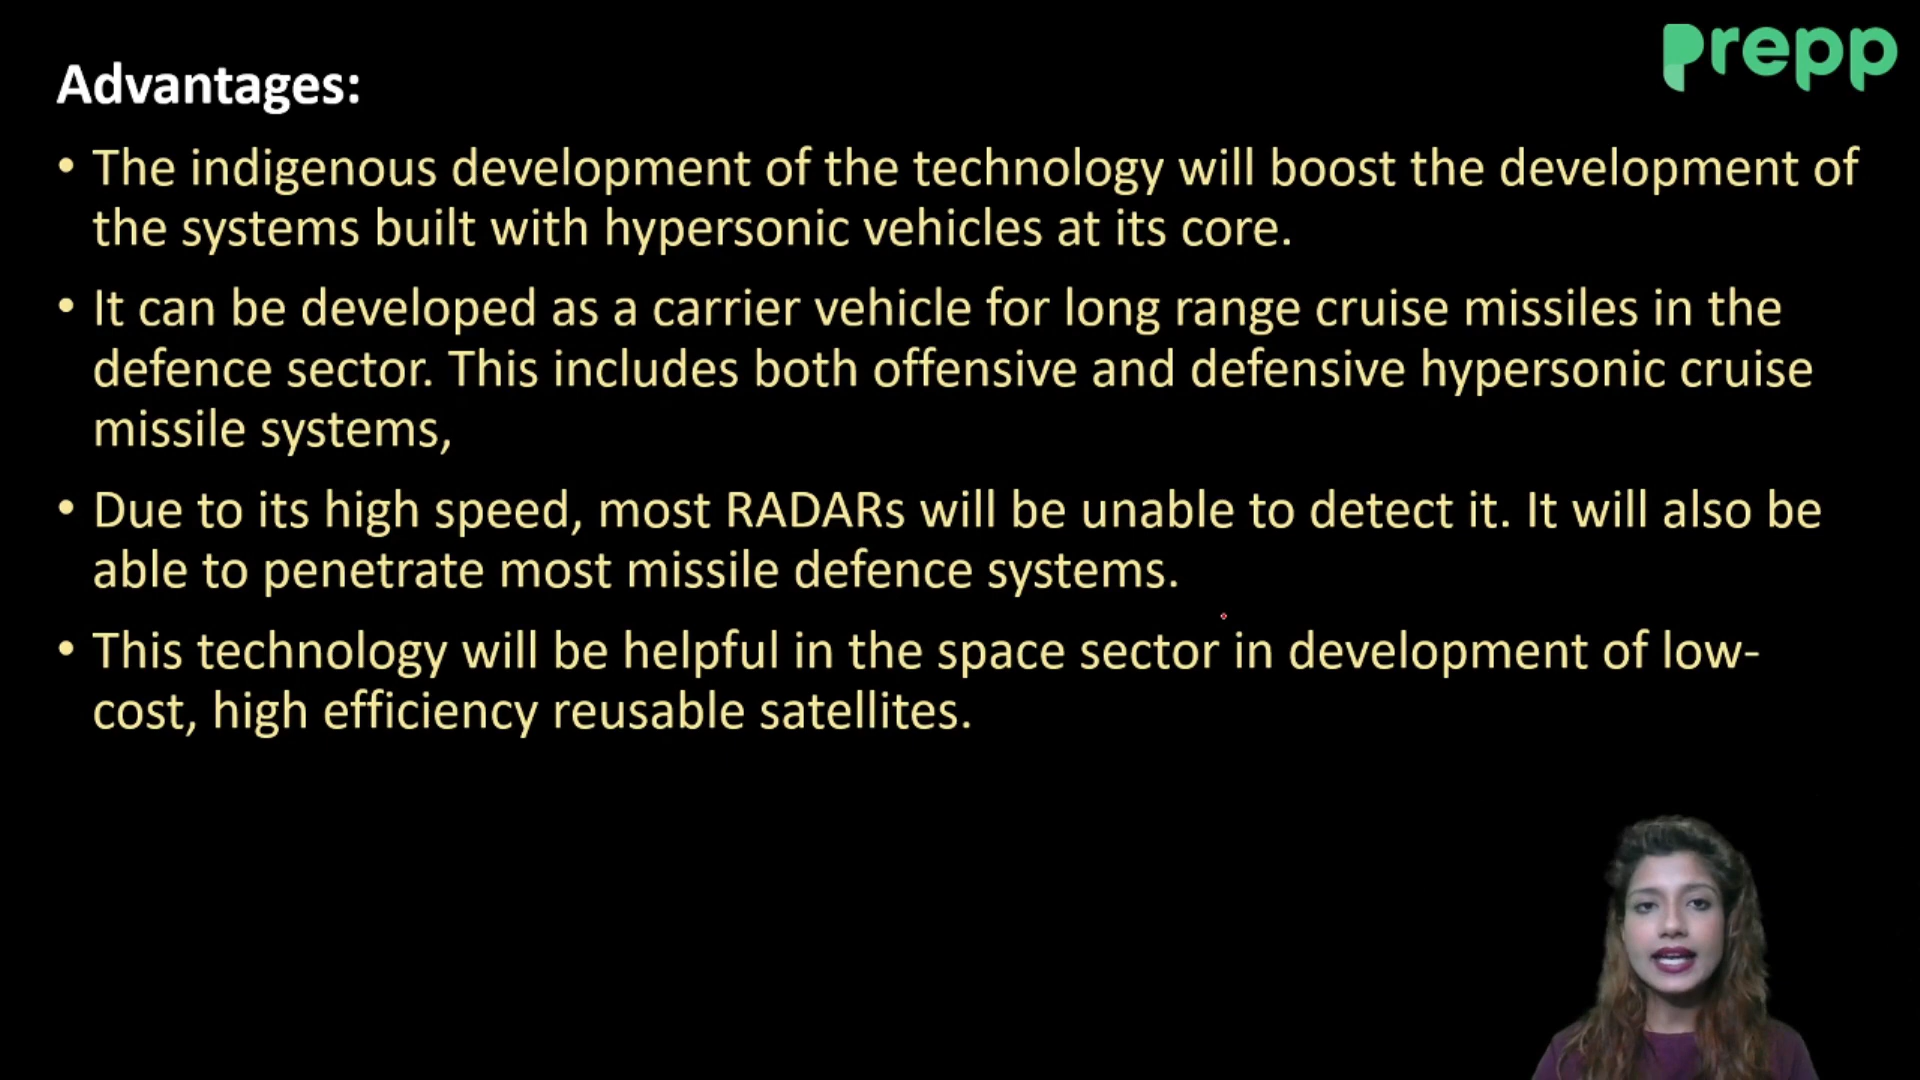 prepp
Advantages:
• The indigenous development of the technology will boost the development of
the systems built with hypersonic vehicles at its core.
• It can be developed as a carrier vehicle for long range cruise missiles in the
defence sector. This includes both offensive and defensive hypersonic cruise
missile systems,
• Due to its high speed, most RADARs will be unable to detect it. It will also be
able to penetrate most missile defence systems.
• This technology will be helpful in the space sector in development of low-
cost, high efficiency reusable satellites.